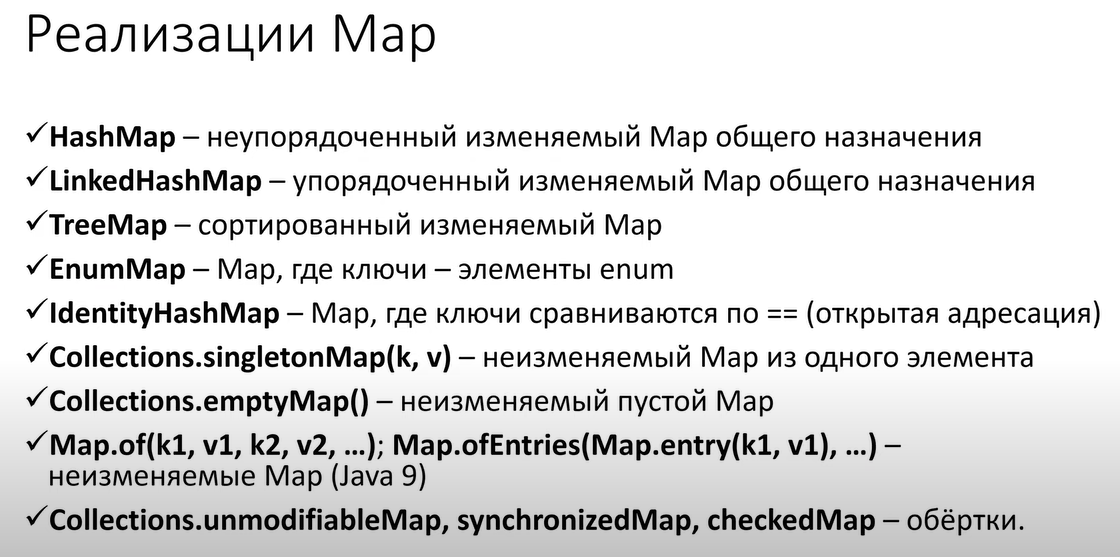 Реализации Map
✓HashMap – неупорядоченный изменяемый Map общего назначения
✓LinkedHashMap – упорядоченный изменяемый Map общего назначения
✓TreeMap – сортированный изменяемый Map
✓EnumMap – Map, где ключи – элементы enum
✓IdentityHashMap – Map, где ключи сравниваются по == (открытая адресация)
✓Collections.singletonMap(k, v) – неизменяемый Map из одного элемента
✓Collections.emptyMap() – неизменяемый пустой Map
✓Map.of(k1, v1, k2, v2, …); Map.ofEntries(Map.entry(k1, v1), …) –
неизменяемые Map (Java 9)
✓Collections.unmodifiableMap, synchronizedMap, checkedMap – обёртки.